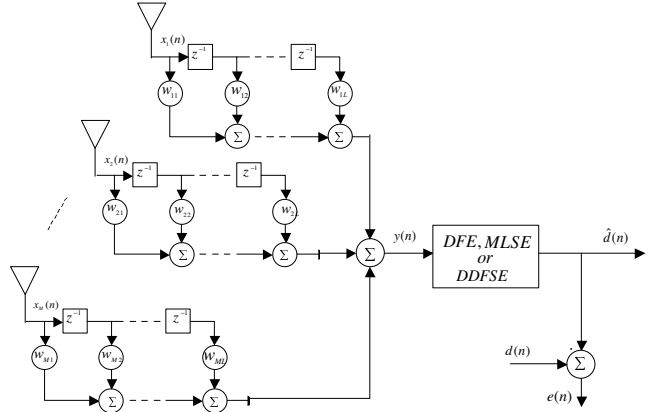 x₁(n) z⁻¹ z⁻¹
w₁₁ w₁₂ w₁L
Σ Σ
x₂(n) z⁻¹ z⁻¹
w₂₁ w₂₂ w₂L
Σ Σ
Σ y(n) DFE, MLSE
or
DDFSE
d̂(n)
x_M(n) z⁻¹ z⁻¹
w_M1 w_M2 w_ML
Σ Σ
d(n) Σ
e(n)